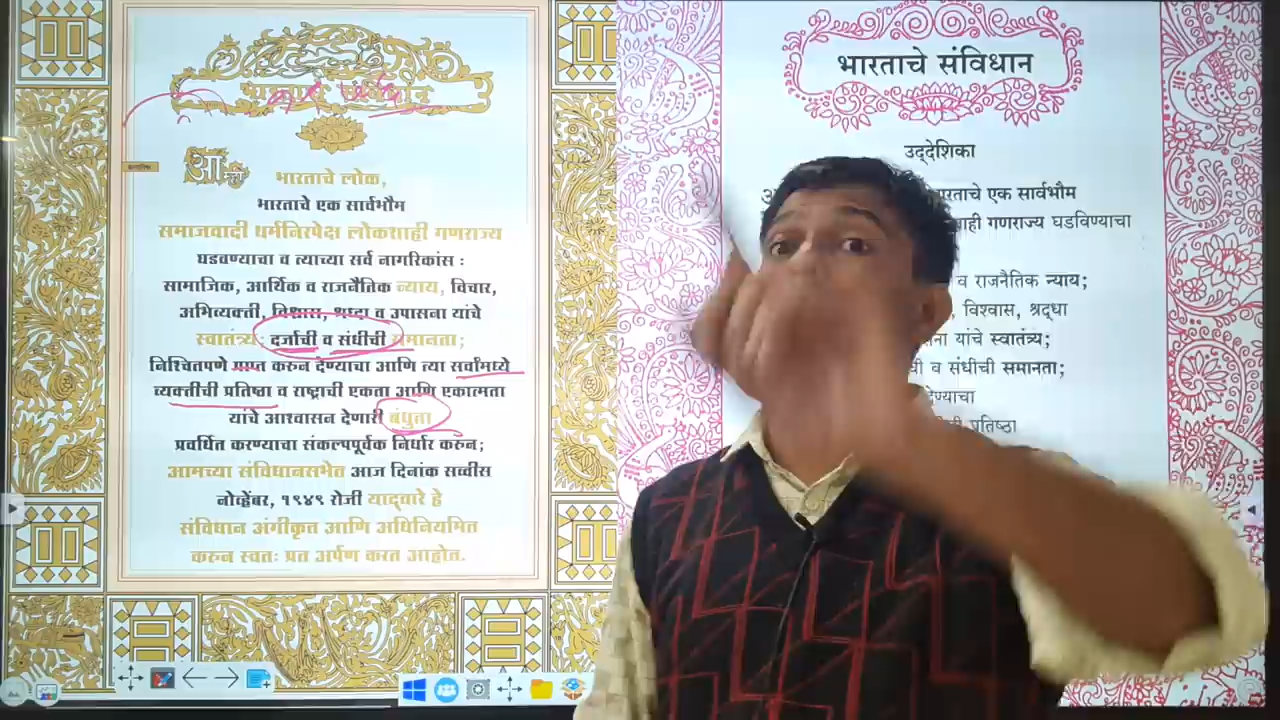 आम्ही
भारताचे लोक,
भारताचे एक सार्वभौम
समाजवादी धर्मनिरपेक्ष लोकशाही गणराज्य
घडवण्याचा व त्याच्या सर्व नागरिकांस :
सामाजिक, आर्थिक व राजनैतिक न्याय, विचार,
अभिव्यक्ती, विश्वास, श्रद्धा व उपासना यांचे
स्वातंत्र्य; दर्जाची व संधीची समानता;
निश्चितपणे प्राप्त करुन देण्याचा आणि त्या सर्वांमध्ये
व्यक्तीची प्रतिष्ठा व राष्ट्राची एकता आणि एकात्मता
यांचे आश्वासन देणारी बंधुता
प्रवर्धित करण्याचा संकल्पपूर्वक निर्धार करुन;
आमच्या संविधानसभेत आज दिनांक सव्वीस
नोव्हेंबर, १९४९ रोजी याद्वारे हे
संविधान अंगीकृत आणि अधिनियमित
करुन स्वतः प्रत अर्पण करत आहोत.
भारताचे संविधान
उद्देशिका
भारताचे एक सार्वभौम
गणराज्य घडविण्याचा
व राजनैतिक न्याय;
विश्वास, श्रद्धा
यांचे स्वातंत्र्य;
व संधीची समानता;
देण्याचा
प्रतिष्ठा